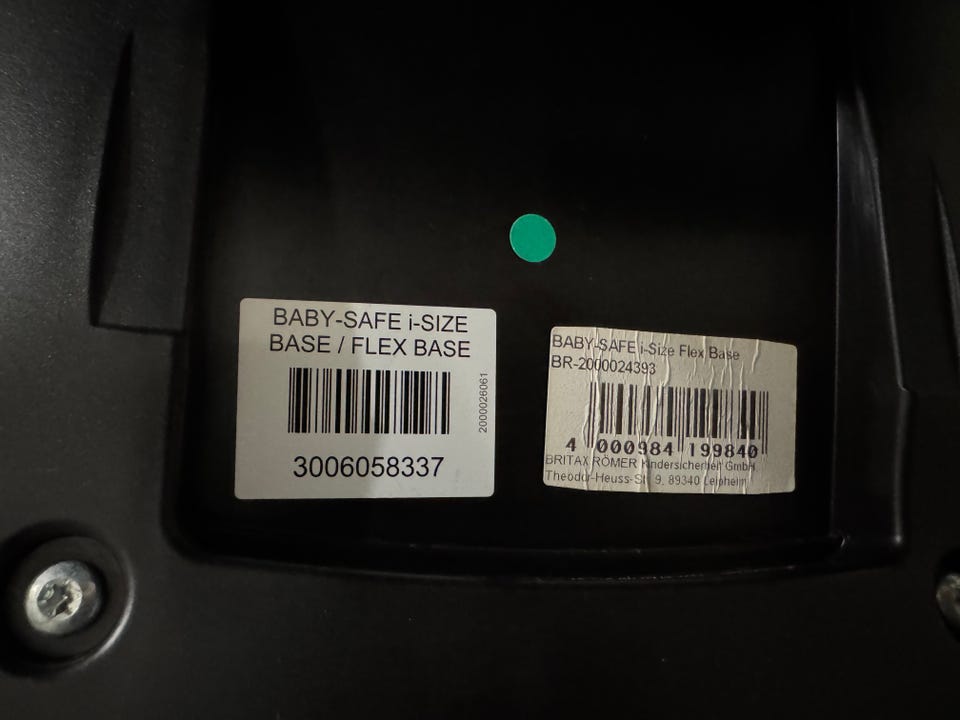 BABY-SAFE i-SIZE
BASE / FLEX BASE
2000026061
3006058337
BABY-SAFE i-Size Flex Base
BR-2000024393
4 000984 199840
BRITAX RÖMER Kindersicherheit GmbH
Theodor-Heuss-Str. 9, 89340 Leipheim